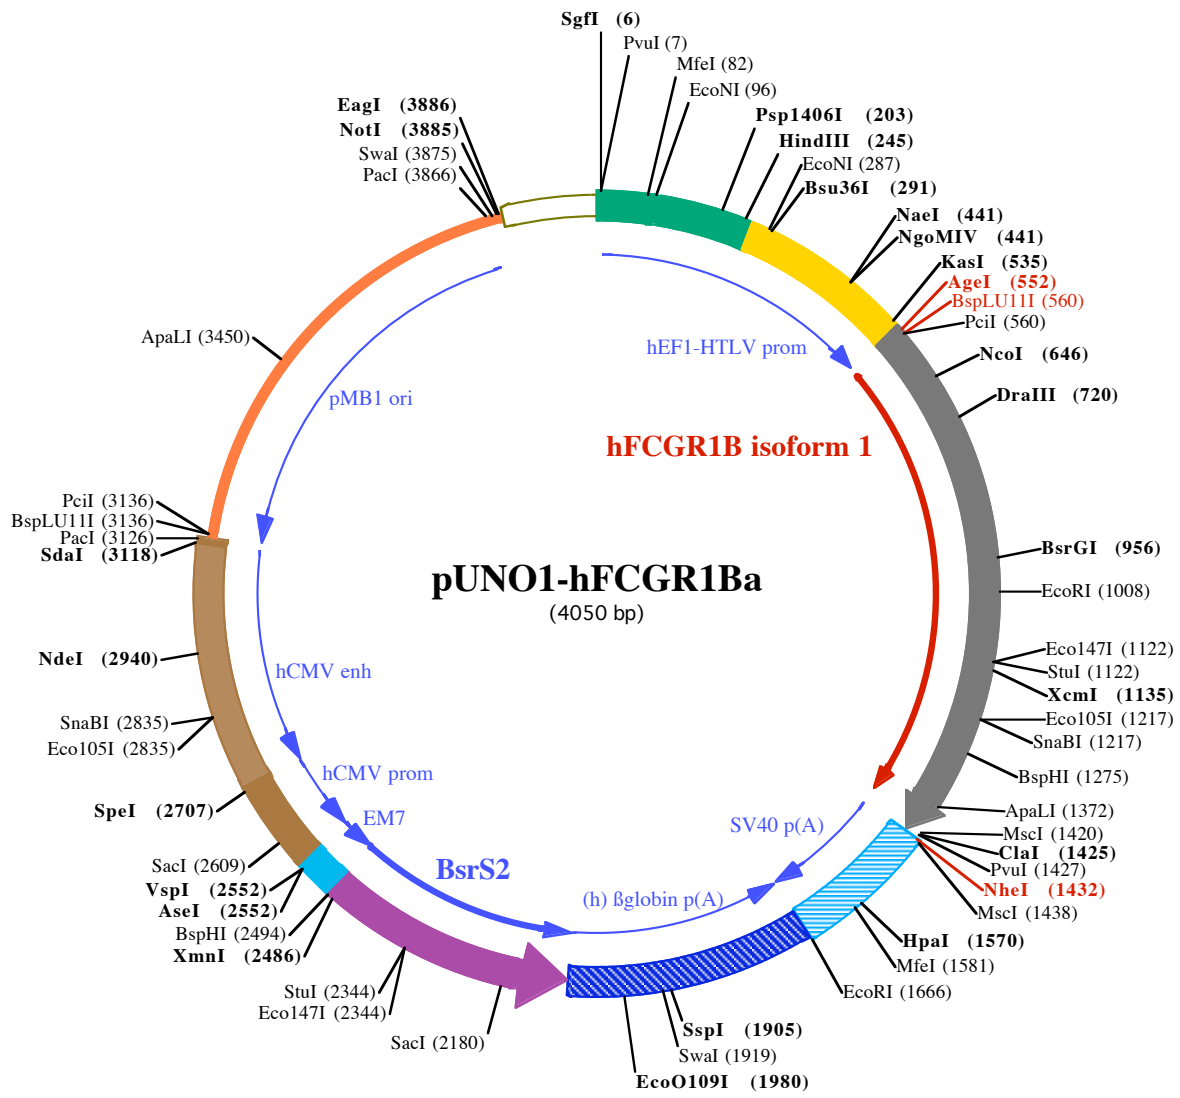 SgfI (6)
PvuI (7)
MfeI (82)
EcoNI (96)
Psp1406I (203)
HindIII (245)
EcoNI (287)
Bsu36I (291)
NaeI (441)
NgoMIV (441)
KasI (535)
AgeI (552)
BspLU11I (560)
PciI (560)
NcoI (646)
DraIII (720)
BsrGI (956)
EcoRI (1008)
Eco147I (1122)
StuI (1122)
XcmI (1135)
Eco105I (1217)
SnaBI (1217)
BspHI (1275)
ApaLI (1372)
MscI (1420)
ClaI (1425)
PvuI (1427)
NheI (1432)
MscI (1438)
HpaI (1570)
MfeI (1581)
EcoRI (1666)
SspI (1905)
SwaI (1919)
EcoO109I (1980)
SacI (2180)
Eco147I (2344)
StuI (2344)
XmnI (2486)
BspHI (2494)
AseI (2552)
VspI (2552)
SacI (2609)
SpeI (2707)
Eco105I (2835)
SnaBI (2835)
NdeI (2940)
SdaI (3118)
PacI (3126)
BspLU11I (3136)
PciI (3136)
ApaLI (3450)
PacI (3866)
SwaI (3875)
NotI (3885)
EagI (3886)
hEF1-HTLV prom
pMB1 ori
hFCGR1B isoform 1
pUNO1-hFCGR1Ba
(4050 bp)
hCMV enh
hCMV prom
EM7
BsrS2
SV40 p(A)
(h) ßglobin p(A)